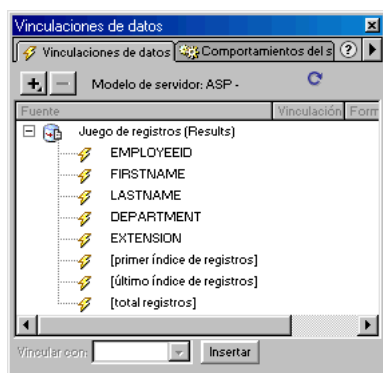 Vinculaciones de datos
Vinculaciones de datos Comportamientos del s ?
Modelo de servidor: ASP -
Fuente Vinculación Form
Juego de registros (Results)
EMPLOYEEID
FIRSTNAME
LASTNAME
DEPARTMENT
EXTENSION
[primer índice de registros]
[último índice de registros]
[total registros]
Vincular con: Insertar